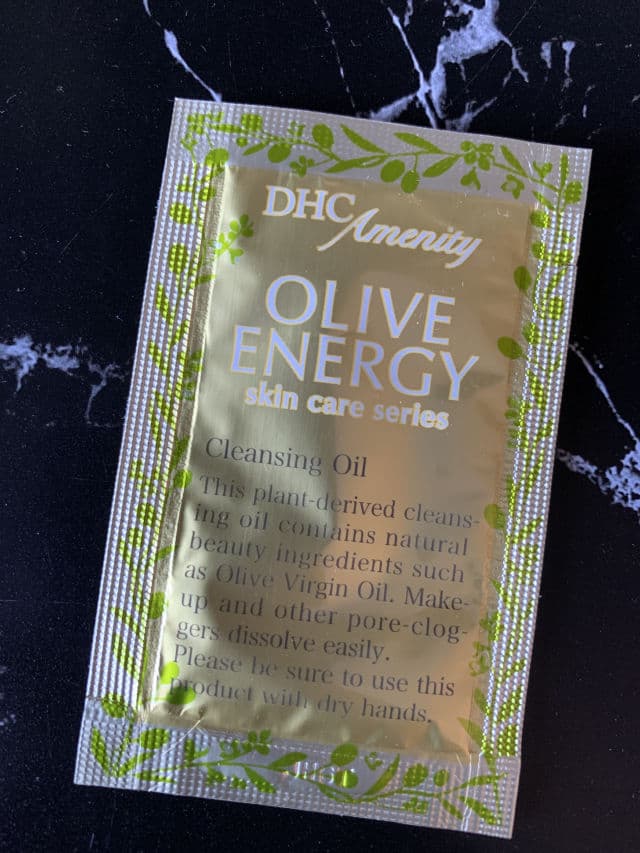 DHC Amenity
OLIVE
ENERGY
skin care series
Cleansing Oil
This plant-derived cleans-
ing oil contains natural
beauty ingredients such
as Olive Virgin Oil. Make-
up and other pore-clog-
gers dissolve easily.
Please be sure to use this
product with dry hands.